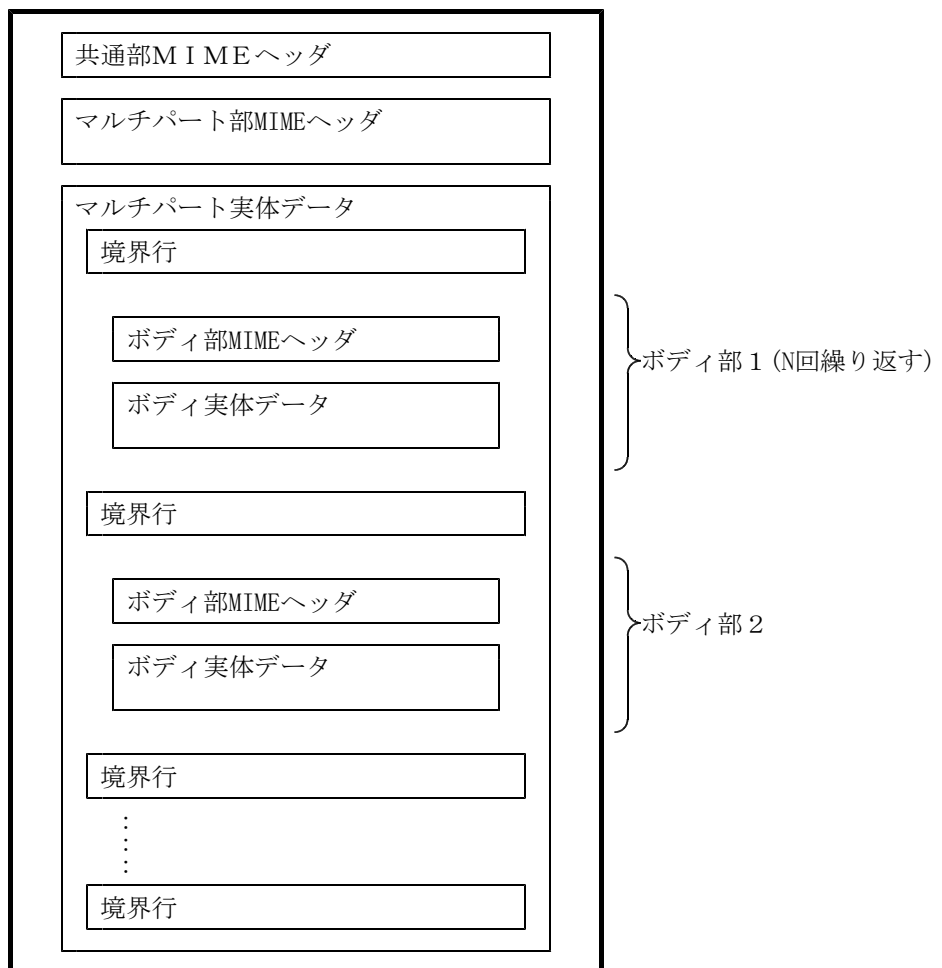 共通部ＭＩＭＥヘッダ
マルチパート部MIMEヘッダ
マルチパート実体データ
境界行
ボディ部MIMEヘッダ
ボディ部１(N回繰り返す)
ボディ実体データ
境界行
ボディ部MIMEヘッダ
ボディ部２
ボディ実体データ
境界行
：
：
：
境界行